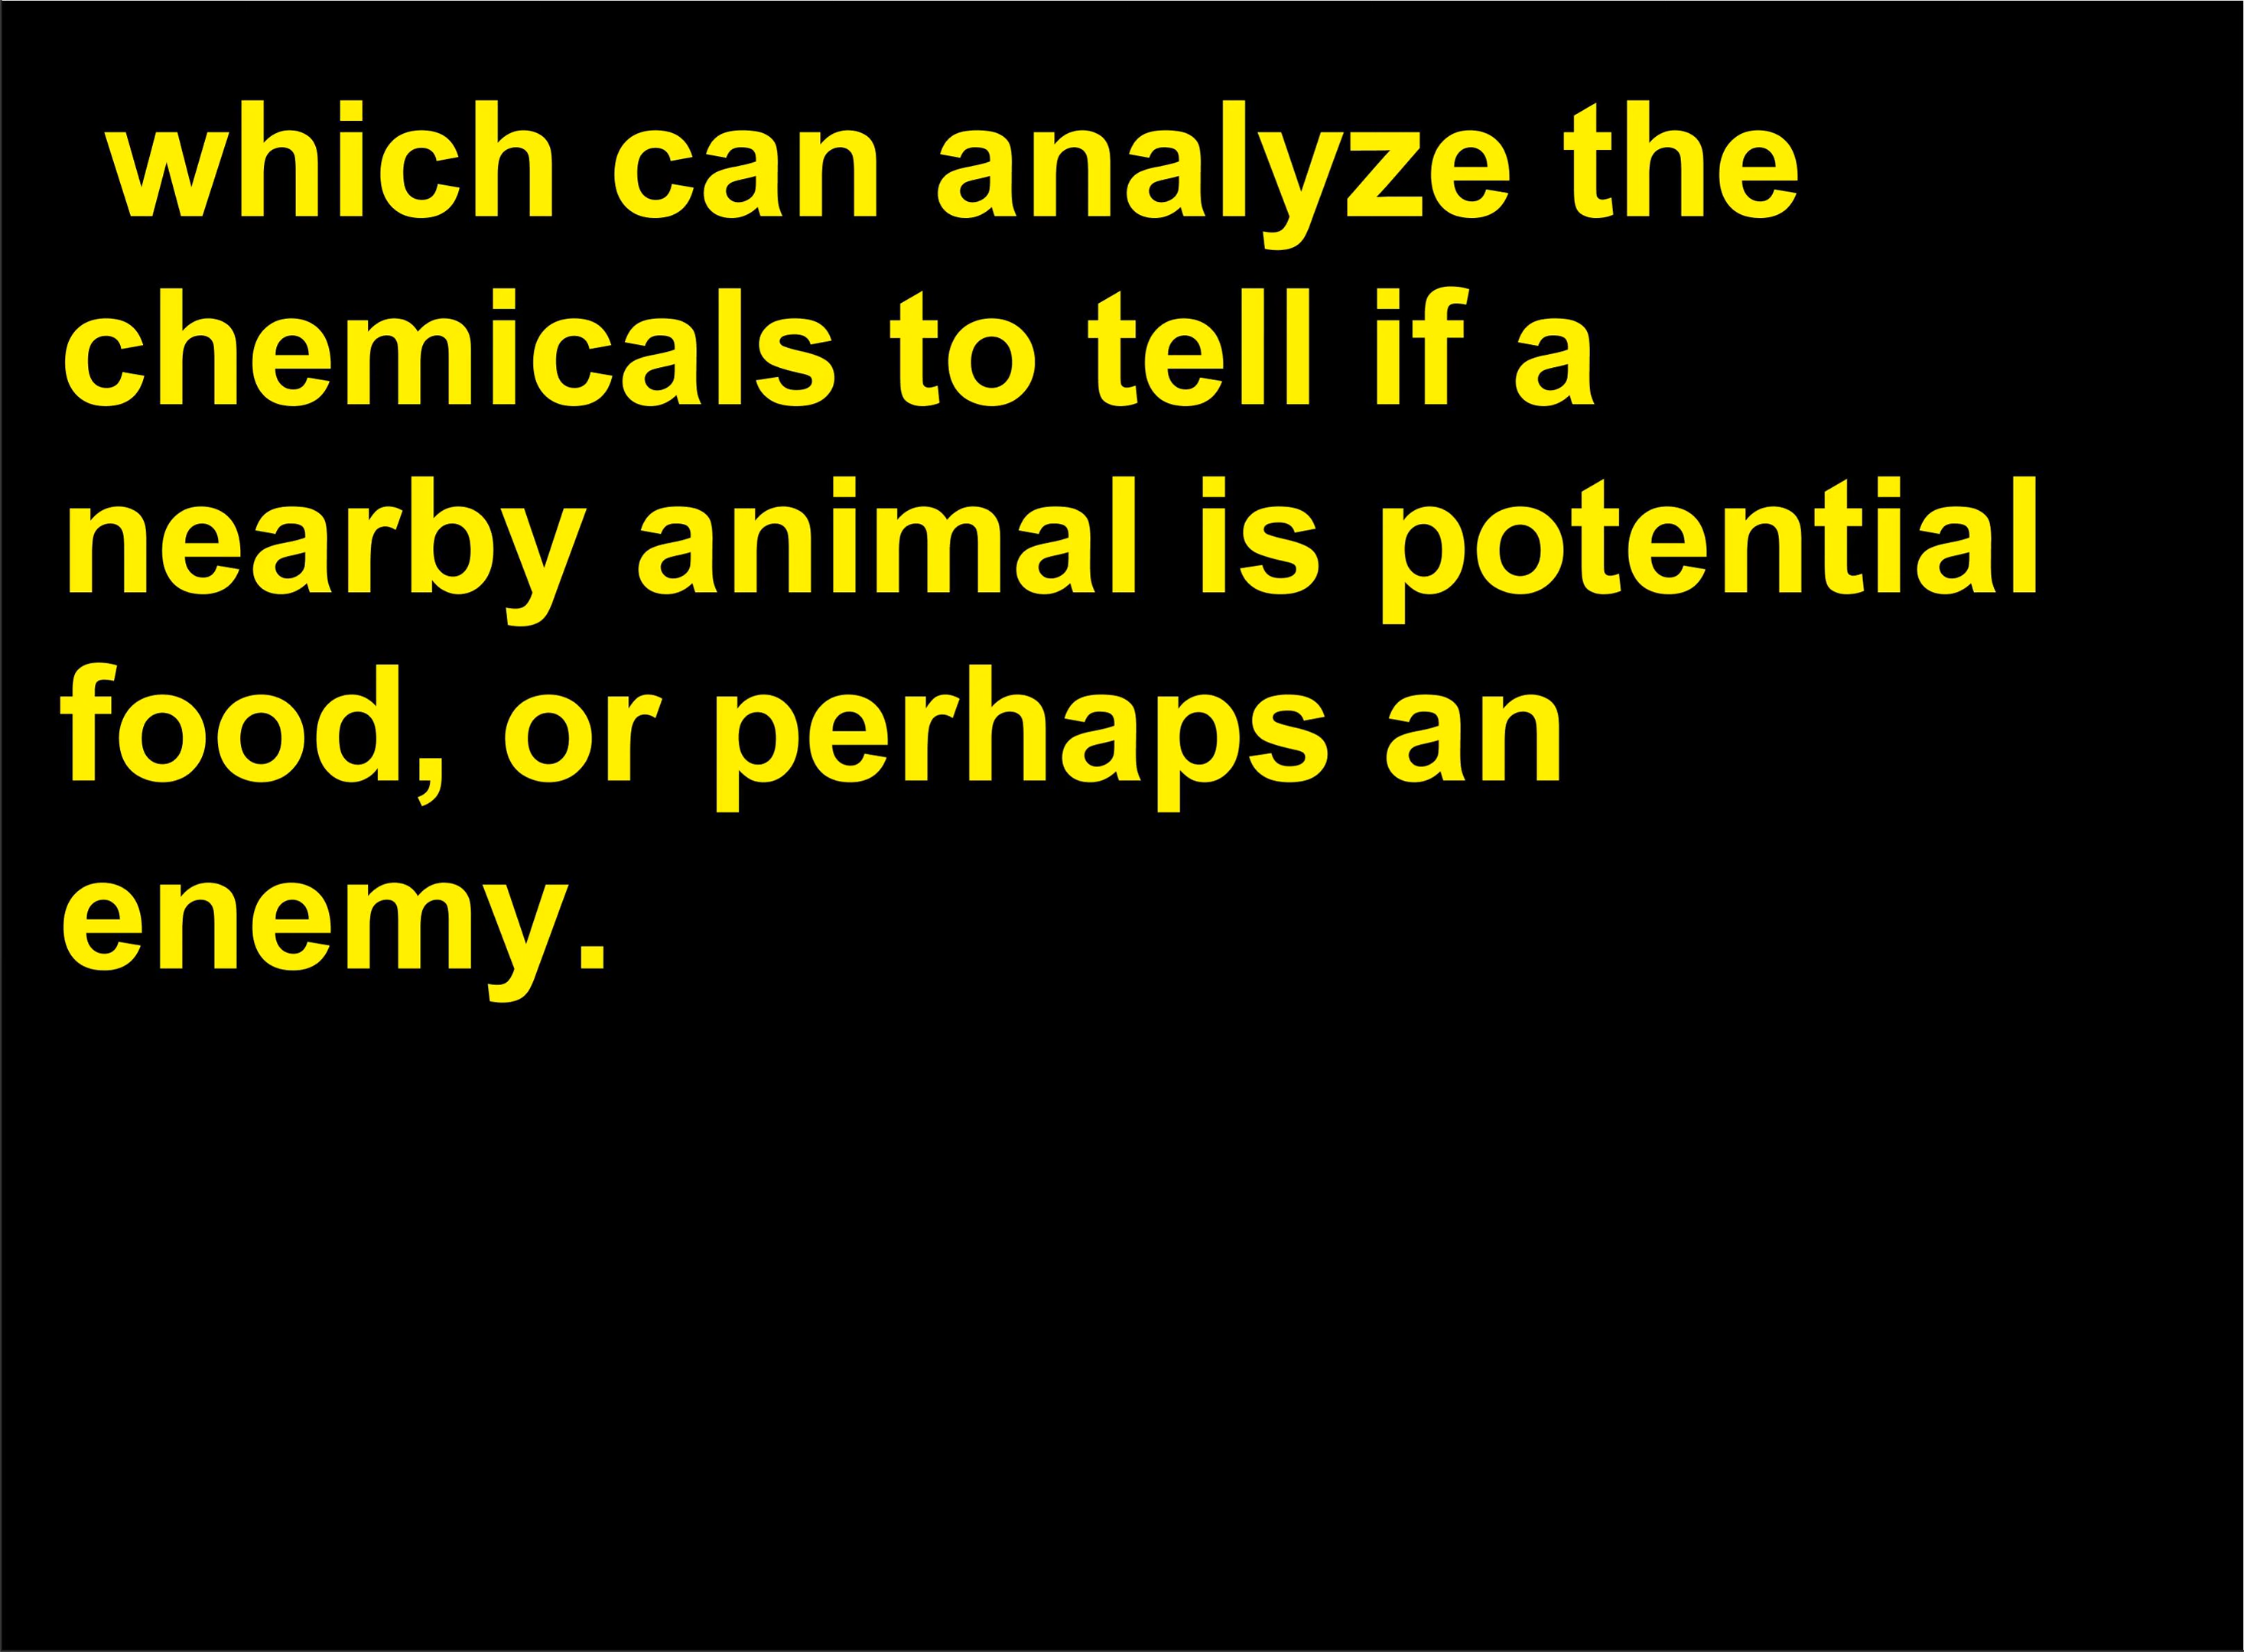 which can analyze the
chemicals to tell if a
nearby animal is potential
food, or perhaps an
enemy.